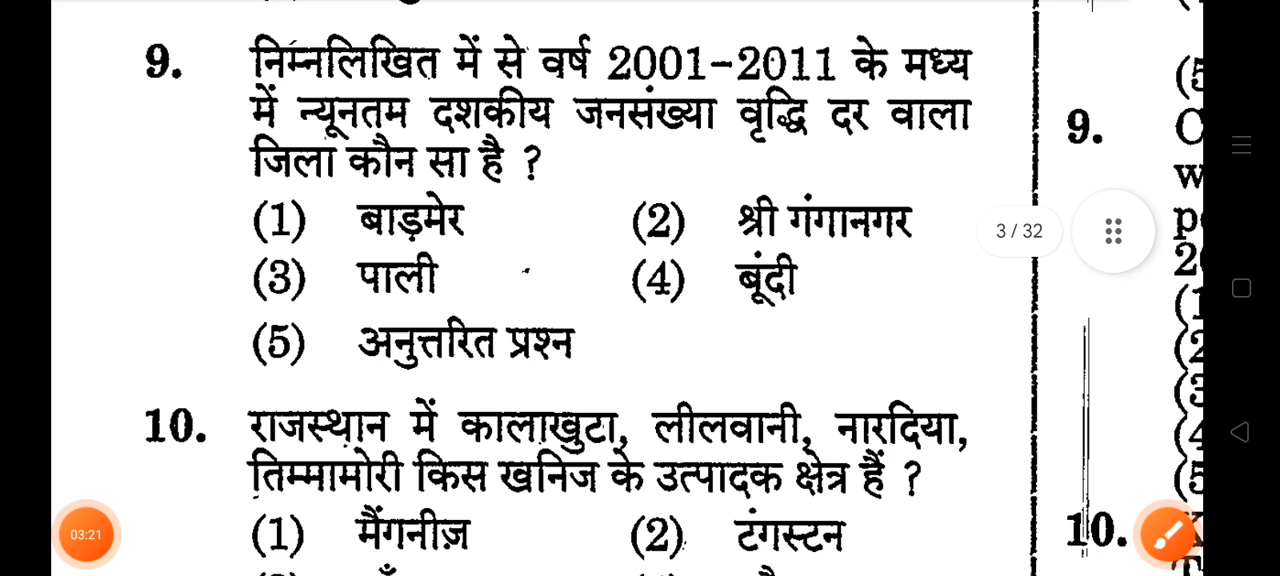 9. निम्नलिखित में से वर्ष 2001-2011 के मध्य
में न्यूनतम दशकीय जनसंख्या वृद्धि दर वाला
जिला कौन सा है ?
(1) बाड़मेर (2) श्री गंगानगर
(3) पाली (4) बूंदी
(5) अनुत्तरित प्रश्न
10. राजस्थान में कालाखुटा, लीलवानी, नारदिया,
तिम्मामोरी किस खनिज के उत्पादक क्षेत्र हैं ?
(1) मैंगनीज़ (2) टंगस्टन
9.
10.
3 / 32
03:21